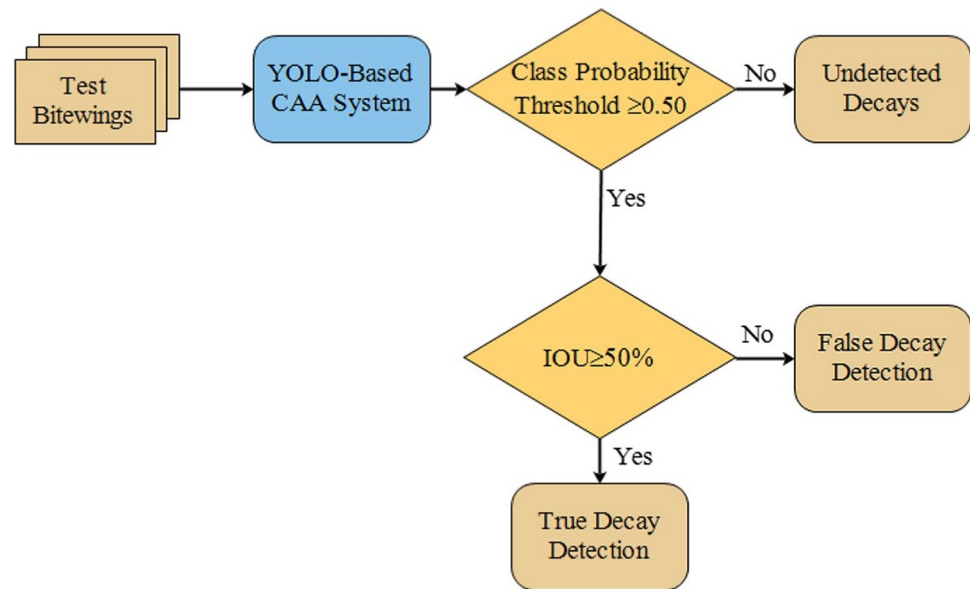 Test
Bitewings
YOLO-Based
CAA System
Class Probability
Threshold ≥0.50
No
Undetected
Decays
Yes
IOU≥50%
No
False Decay
Detection
Yes
True Decay
Detection